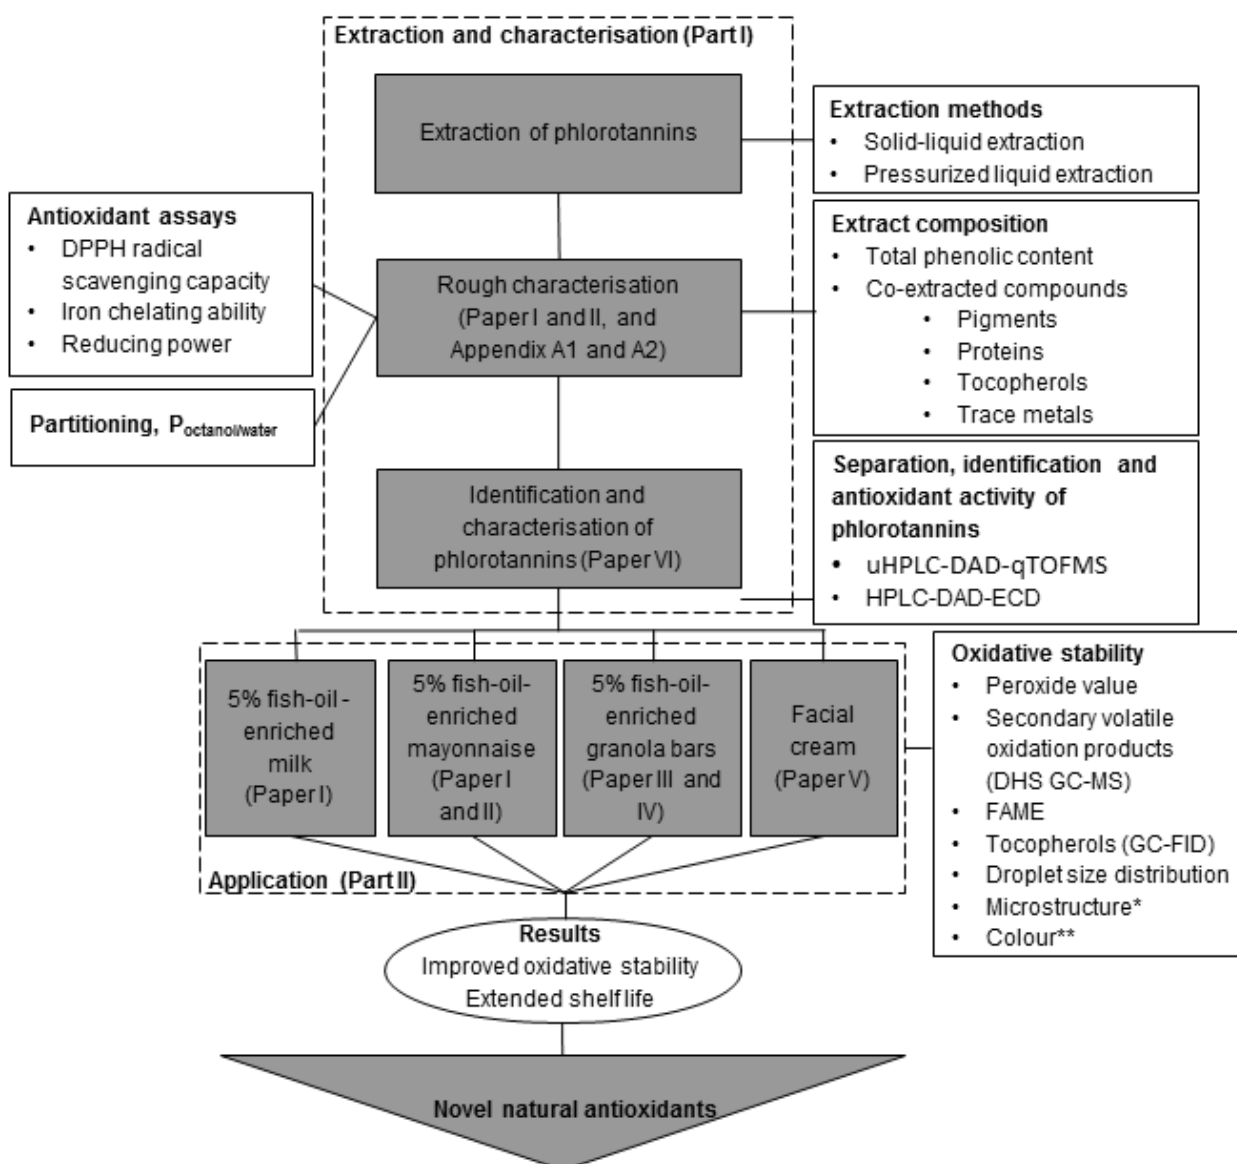 Extraction and characterisation (Part I)
Extraction of phlorotannins
Extraction methods
• Solid-liquid extraction
• Pressurized liquid extraction
Antioxidant assays
• DPPH radical
scavenging capacity
• Iron chelating ability
• Reducing power
Partitioning, Poctanol/water
Rough characterisation
(Paper I and II, and
Appendix A1 and A2)
Extract composition
• Total phenolic content
• Co-extracted compounds
• Pigments
• Proteins
• Tocopherols
• Trace metals
Identification and
characterisation of
phlorotannins (Paper VI)
Separation, identification and
antioxidant activity of
phlorotannins
• uHPLC-DAD-qTOFMS
• HPLC-DAD-ECD
5% fish-oil-
enriched
milk
(Paper I)
5% fish-oil-
enriched
mayonnaise
(Paper I
and II)
5% fish-oil-
enriched
granola bars
(Paper III and
IV)
Facial
cream
(Paper V)
Application (Part II)
Oxidative stability
• Peroxide value
• Secondary volatile
oxidation products
(DHS GC-MS)
• FAME
• Tocopherols (GC-FID)
• Droplet size distribution
• Microstructure*
• Colour**
Results
Improved oxidative stability
Extended shelf life
Novel natural antioxidants